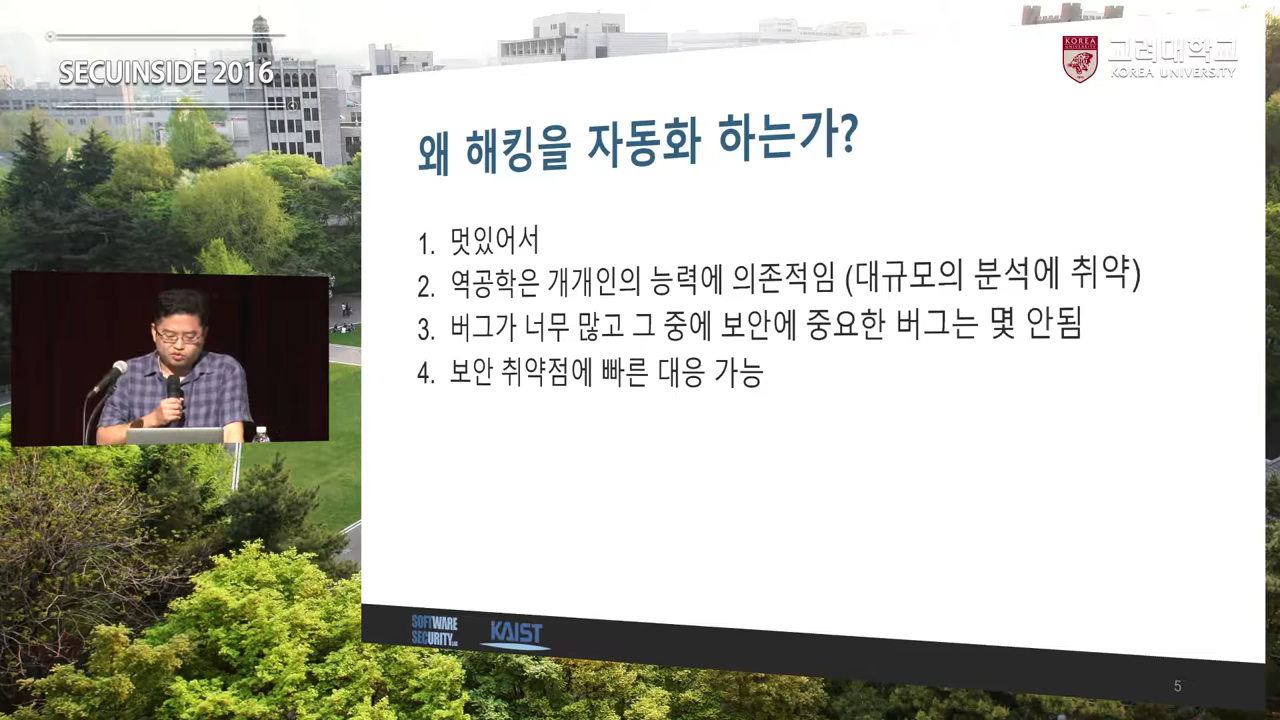 SECUINSIDE 2016
KOREA UNIVERSITY
고려대학교
KOREA UNIVERSITY
왜 해킹을 자동화 하는가?
1. 멋있어서
2. 역공학은 개개인의 능력에 의존적임 (대규모의 분석에 취약)
3. 버그가 너무 많고 그 중에 보안에 중요한 버그는 몇 안됨
4. 보안 취약점에 빠른 대응 가능
SOFTWARE
SECURITY
KAIST
5